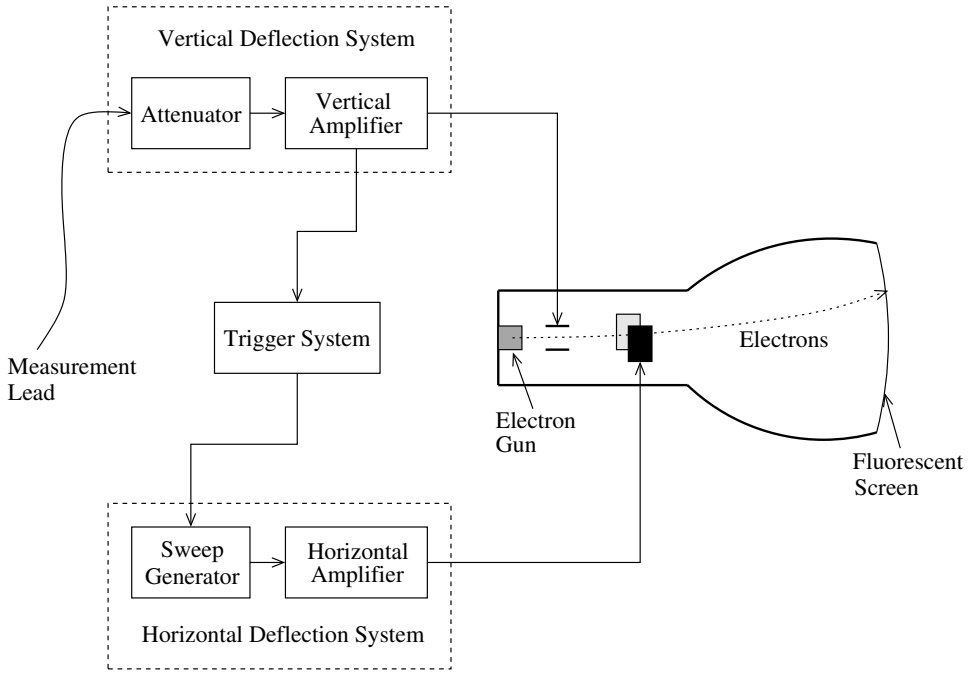 Vertical Deflection System
Attenuator
Vertical
Amplifier
Trigger System
Measurement
Lead
Electrons
Electron
Gun
Fluorescent
Screen
Sweep
Generator
Horizontal
Amplifier
Horizontal Deflection System